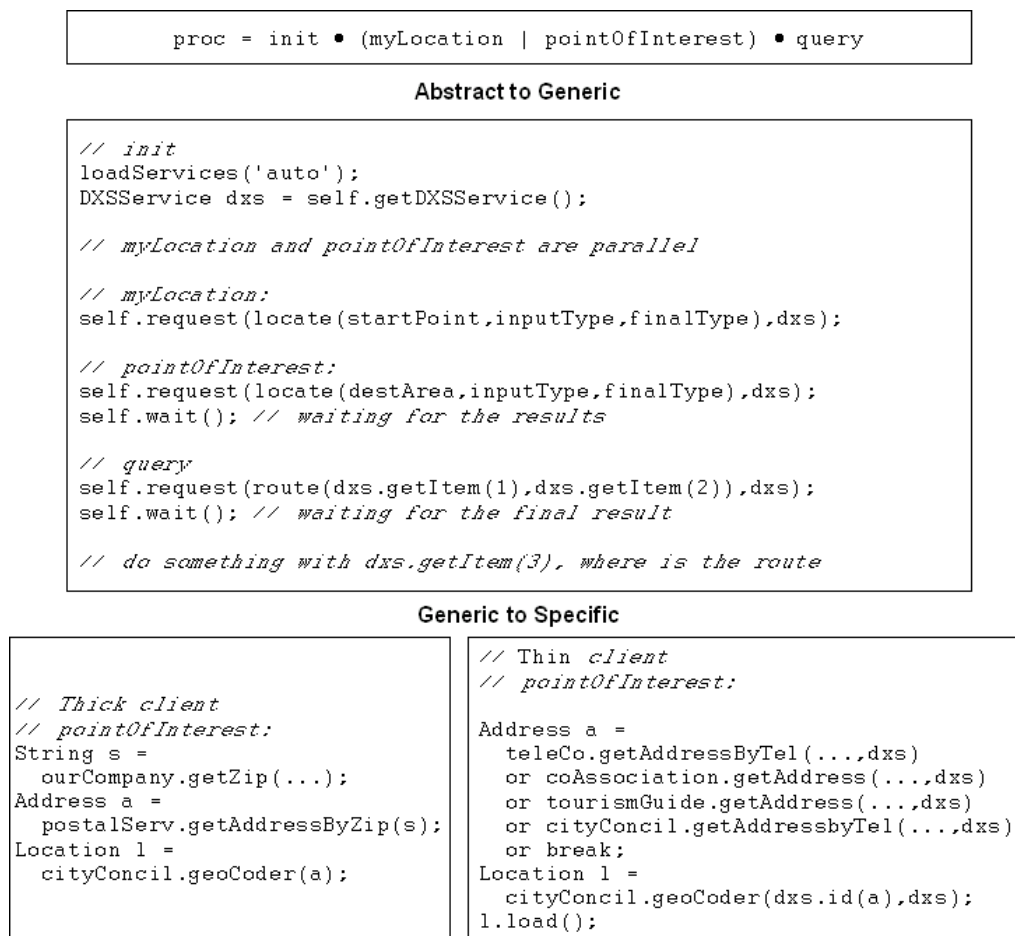 proc = init • (myLocation | pointOfInterest) • query
Abstract to Generic
// init
loadServices('auto');
DXSService dxs = self.getDXSService();
// myLocation and pointOfInterest are parallel
// myLocation:
self.request(locate(startPoint,inputType,finalType),dxs);
// pointOfInterest:
self.request(locate(destArea,inputType,finalType),dxs);
self.wait(); // waiting for the results
// query
self.request(route(dxs.getItem(1),dxs.getItem(2)),dxs);
self.wait(); // waiting for the final result
// do something with dxs.getItem(3), where is the route
Generic to Specific
// Thick client
// pointOfInterest:
String s =
ourCompany.getZip(...);
Address a =
postalServ.getAddressByZip(s);
Location l =
cityConcil.geoCoder(a);
// Thin client
// pointOfInterest:
Address a =
teleCo.getAddressByTel(...,dxs)
or coAssociation.getAddress(...,dxs)
or tourismGuide.getAddress(...,dxs)
or cityConcil.getAddressbyTel(...,dxs)
or break;
Location l =
cityConcil.geoCoder(dxs.id(a),dxs);
l.load();